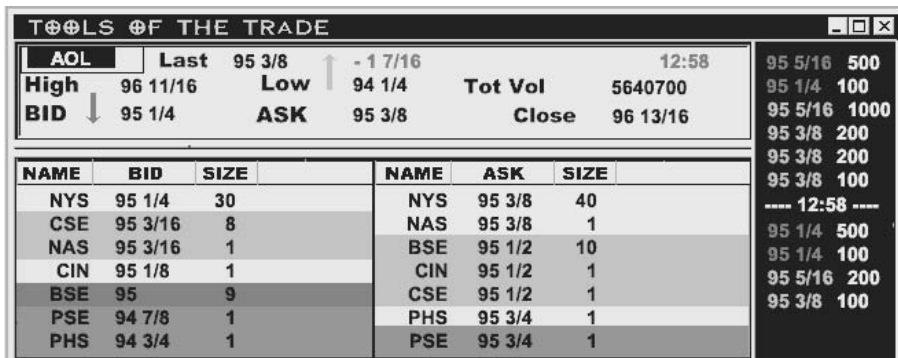 TOOLS OF THE TRADE
AOL Last 95 3/8 - 1 7/16 12:58
High 96 11/16 Low 94 1/4 Tot Vol 5640700
BID 95 1/4 ASK 95 3/8 Close 96 13/16
NAME BID SIZE
NYS 95 1/4 30
CSE 95 3/16 8
NAS 95 3/16 1
CIN 95 1/8 1
BSE 95 9
PSE 94 7/8 1
PHS 94 3/4 1
NAME ASK SIZE
NYS 95 3/8 40
NAS 95 3/8 1
BSE 95 1/2 10
CIN 95 1/2 1
CSE 95 1/2 1
PHS 95 3/4 1
PSE 95 3/4 1
95 5/16 500
95 1/4 100
95 5/16 1000
95 3/8 200
95 3/8 200
95 3/8 100
---- 12:58 ----
95 1/4 500
95 1/4 100
95 5/16 200
95 3/8 100